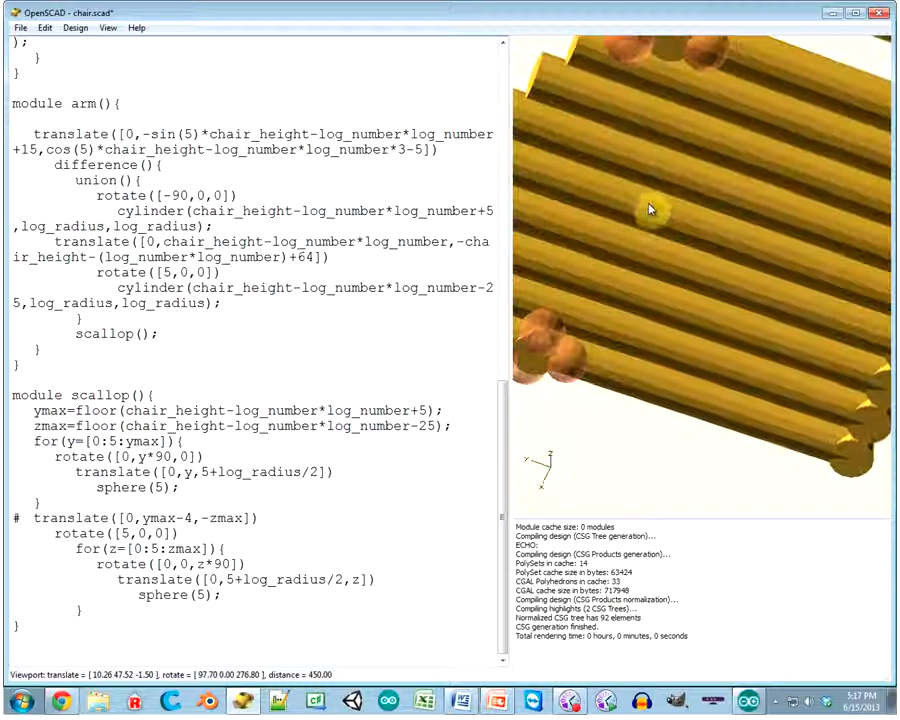 OpenSCAD - chair.scad*
File Edit Design View Help
);
}
}
module arm(){
translate([0,-sin(5)*chair_height-log_number*log_number
+15,cos(5)*chair_height-log_number*log_number*3-5])
difference(){
union(){
rotate([-90,0,0])
cylinder(chair_height-log_number*log_number+5
,log_radius,log_radius);
translate([0,chair_height-log_number*log_number,-cha
ir_height-(log_number*log_number)+64])
rotate([5,0,0])
cylinder(chair_height-log_number*log_number-2
5,log_radius,log_radius);
}
scallop();
}
}
module scallop(){
ymax=floor(chair_height-log_number*log_number+5);
zmax=floor(chair_height-log_number*log_number-25);
for(y=[0:5:ymax]){
rotate([0,y*90,0])
translate([0,y,5+log_radius/2])
sphere(5);
}
# translate([0,ymax-4,-zmax])
rotate([5,0,0])
for(z=[0:5:zmax]){
rotate([0,0,z*90])
translate([0,5+log_radius/2,z])
sphere(5);
}
}
Z
Y
X
Module cache size: 0 modules
Compiling design (CSG Tree generation)...
ECHO:
Compiling design (CSG Products generation)...
PolySets in cache: 14
PolySet cache size in bytes: 63424
CGAL Polyhedrons in cache: 33
CGAL cache size in bytes: 717948
Compiling design (CSG Products normalization)...
Compiling highlights (2 CSG Trees)...
Normalized CSG tree has 92 elements
CSG generation finished.
Total rendering time: 0 hours, 0 minutes, 0 seconds
Viewport: translate = [ 10.26 47.52 -1.50 ], rotate = [ 97.70 0.00 276.80 ], distance = 450.00
5:17 PM
6/15/2013